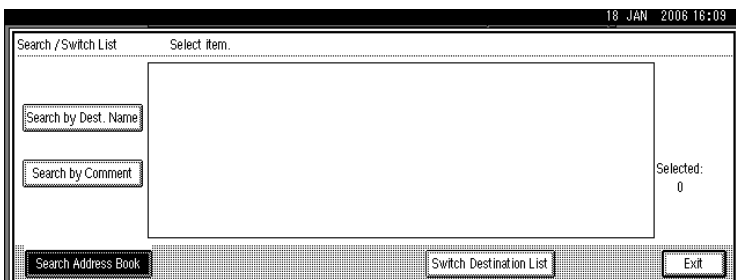 18 JAN 2006 16:09
Search / Switch List Select item.
Search by Dest. Name
Search by Comment
Selected:
0
Search Address Book Switch Destination List Exit